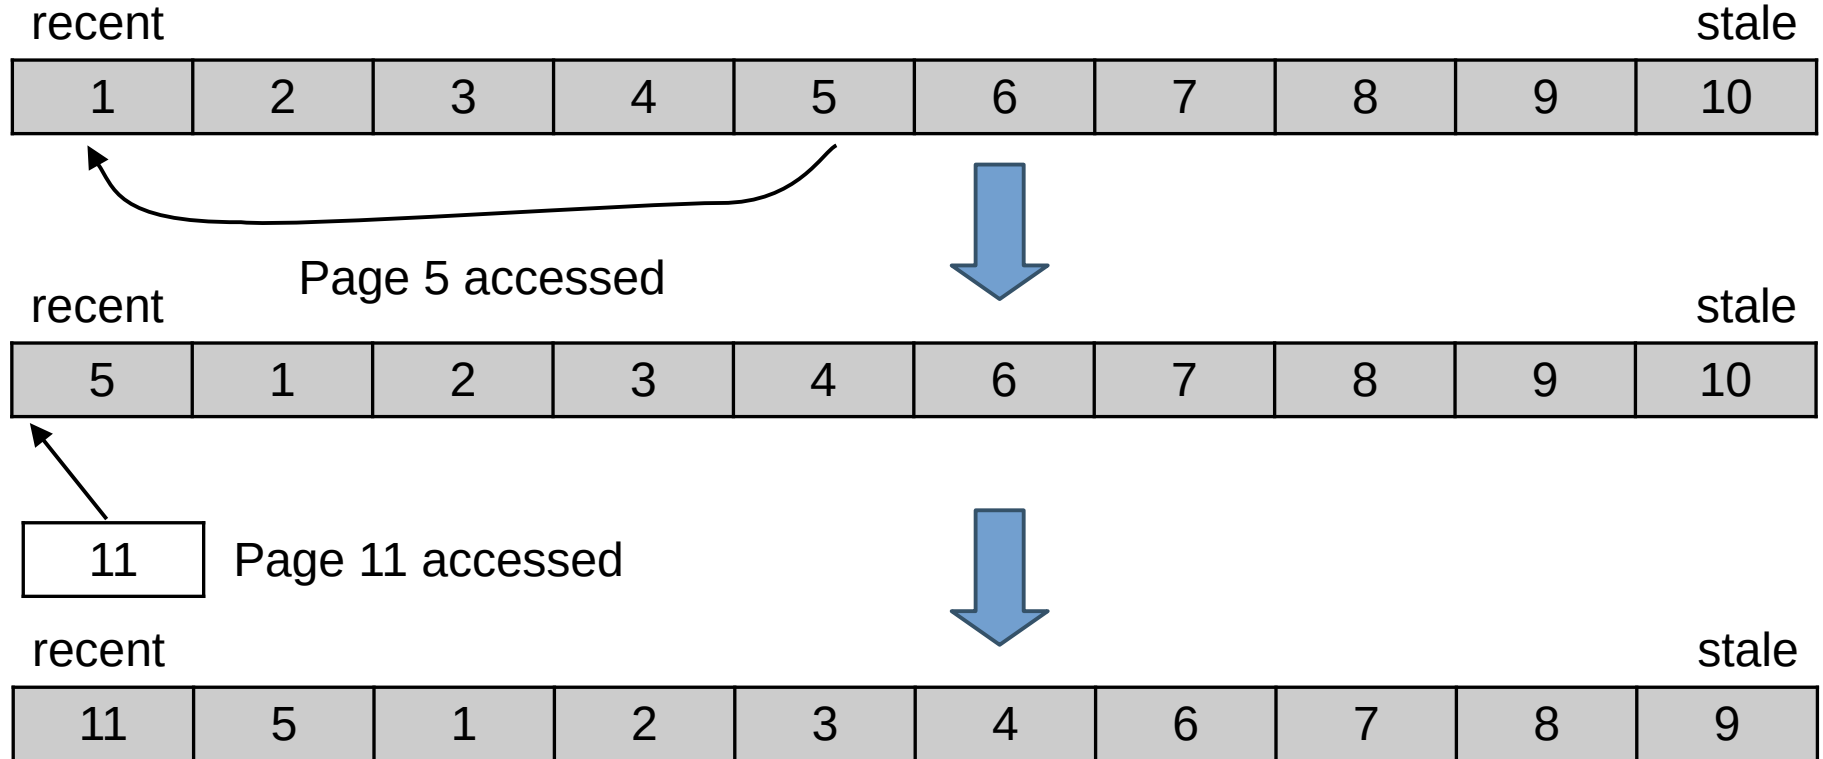 recent stale
1 2 3 4 5 6 7 8 9 10
Page 5 accessed
recent stale
5 1 2 3 4 6 7 8 9 10
11 Page 11 accessed
recent stale
11 5 1 2 3 4 6 7 8 9